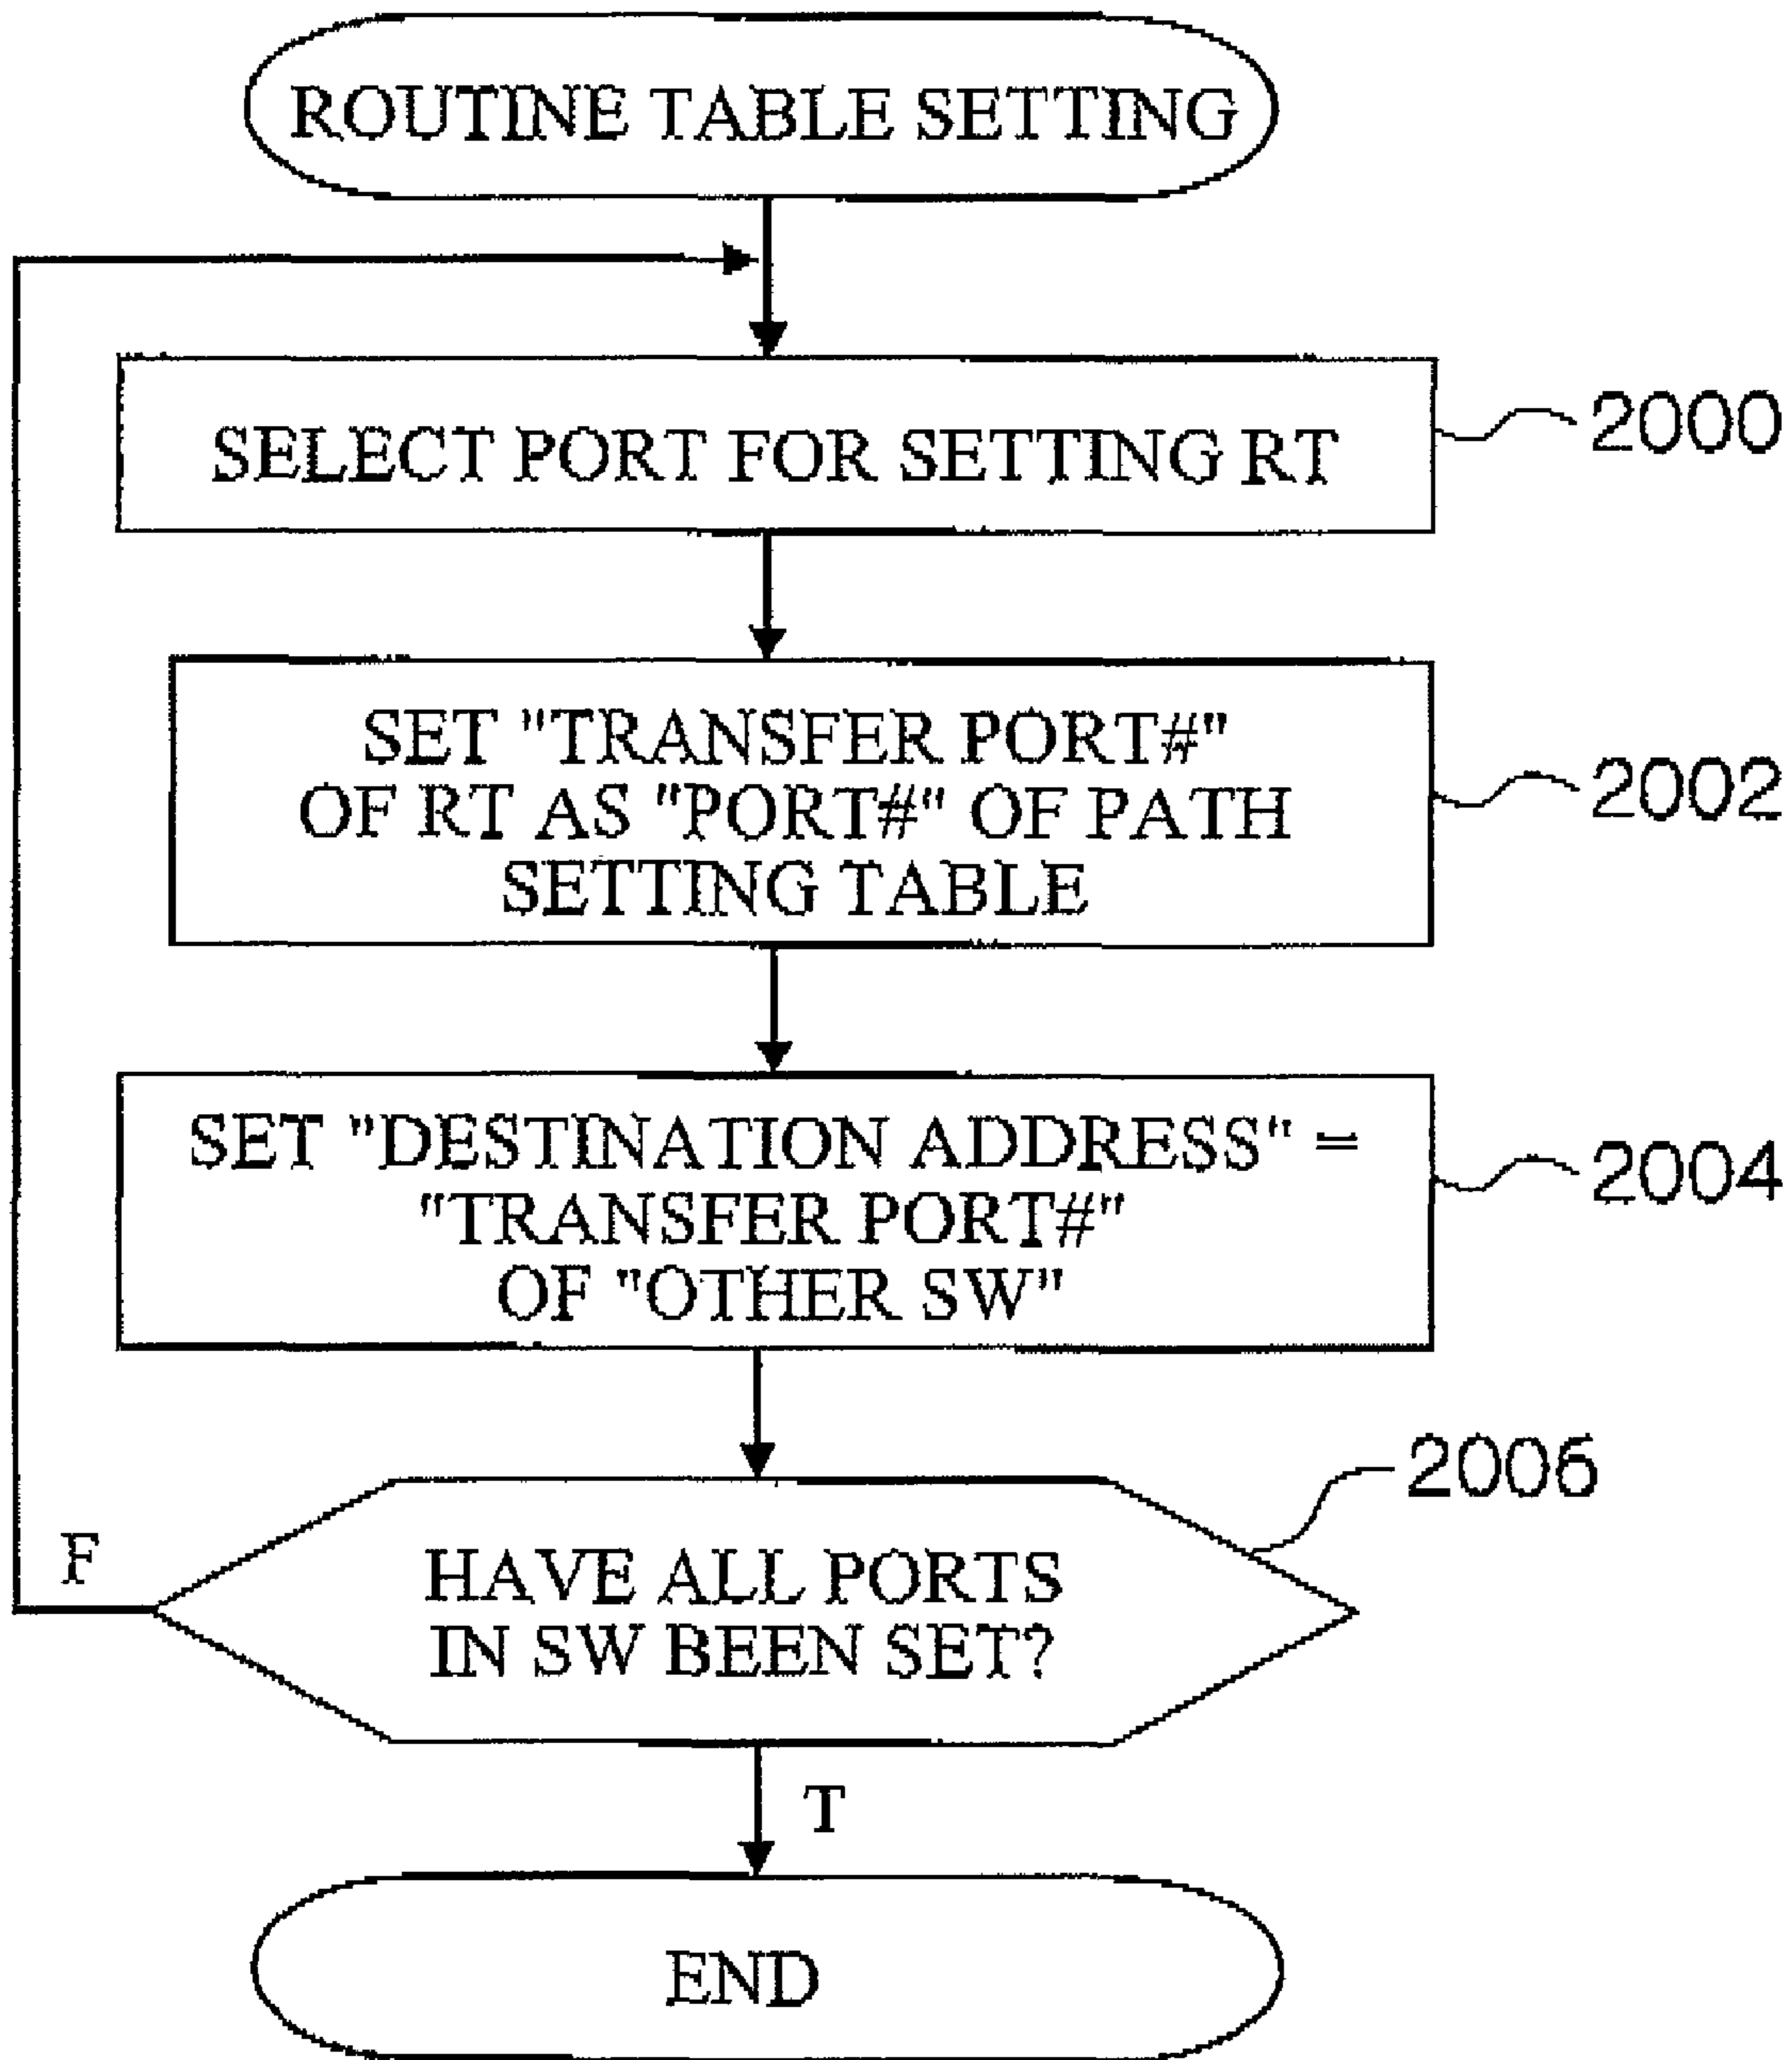 ROUTINE TABLE SETTING
SELECT PORT FOR SETTING RT
2000
SET "TRANSFER PORT#"
OF RT AS "PORT#" OF PATH
SETTING TABLE
2002
SET "DESTINATION ADDRESS" =
"TRANSFER PORT#"
OF "OTHER SW"
2004
2006
F
HAVE ALL PORTS
IN SW BEEN SET?
T
END